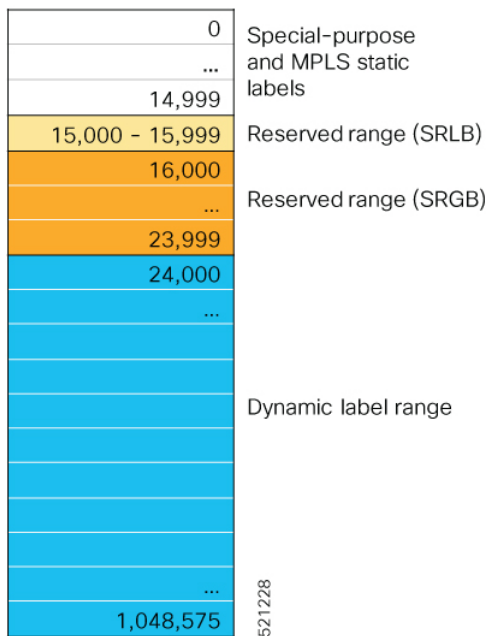 0
...
14,999
Special-purpose
and MPLS static
labels
15,000 - 15,999
Reserved range (SRLB)
16,000
...
23,999
Reserved range (SRGB)
24,000
...
Dynamic label range
...
1,048,575
521228